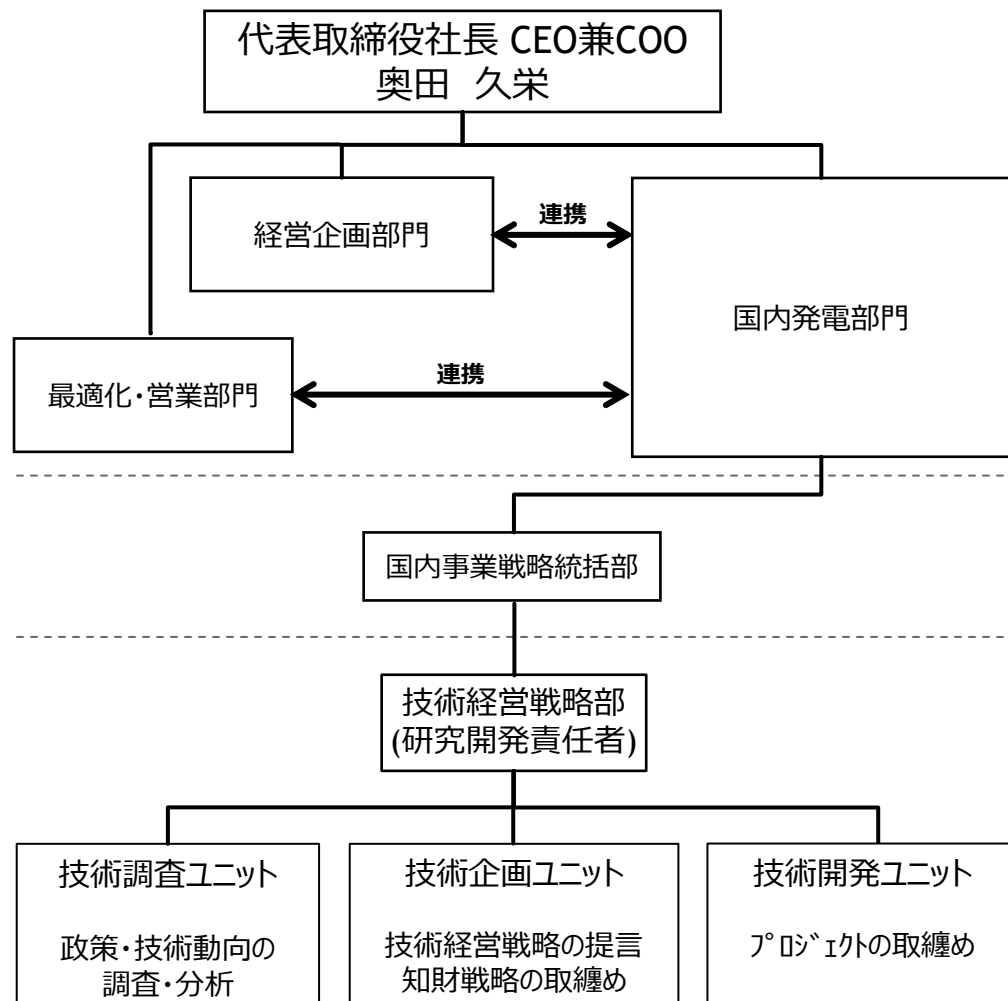 代表取締役社長 CEO兼COO
奥田　久栄
経営企画部門
連携
国内発電部門
最適化・営業部門
連携
国内事業戦略統括部
技術経営戦略部
(研究開発責任者)
技術調査ユニット
政策・技術動向の
調査・分析
技術企画ユニット
技術経営戦略の提言
知財戦略の取纏め
技術開発ユニット
ﾌﾟﾛｼﾞｪｸﾄの取纏め